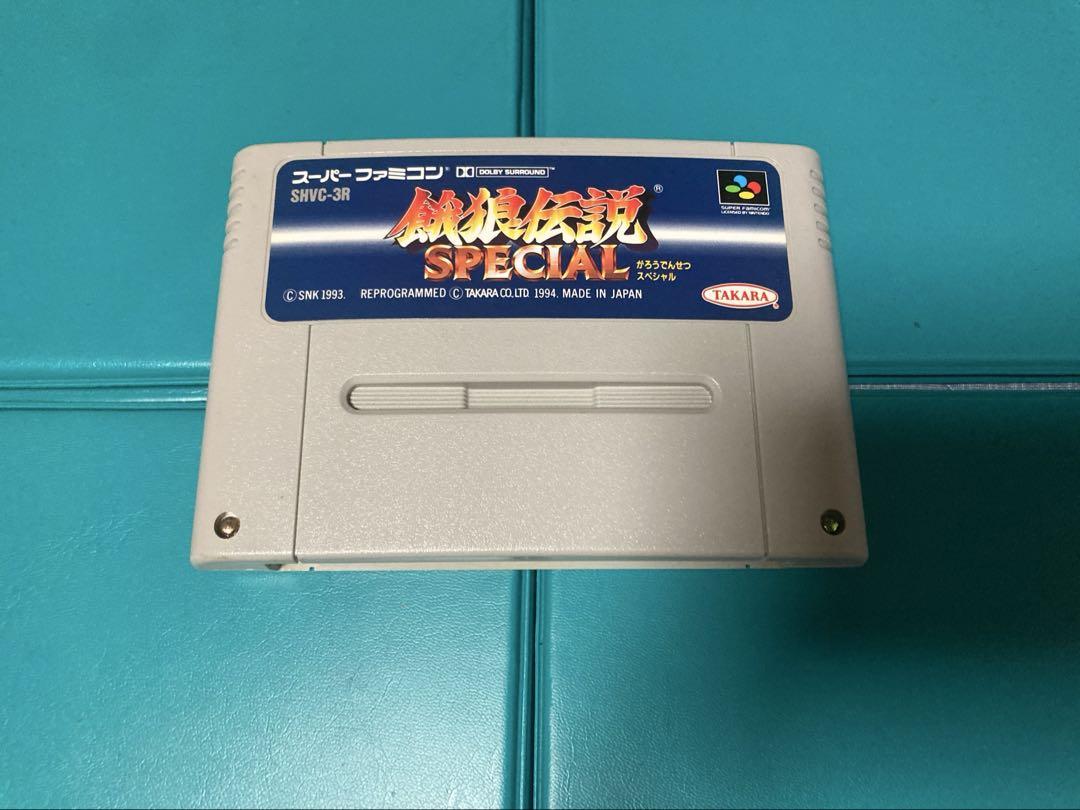 スーパーファミコン® DOLBY SURROUND™
SHVC-3R
餓狼伝説®
SPECIAL
がろうでんせつ
スペシャル
SUPER FAMICOM
LICENSED BY NINTENDO
TAKARA®
©SNK 1993. REPROGRAMMED ©TAKARA CO.,LTD. 1994. MADE IN JAPAN